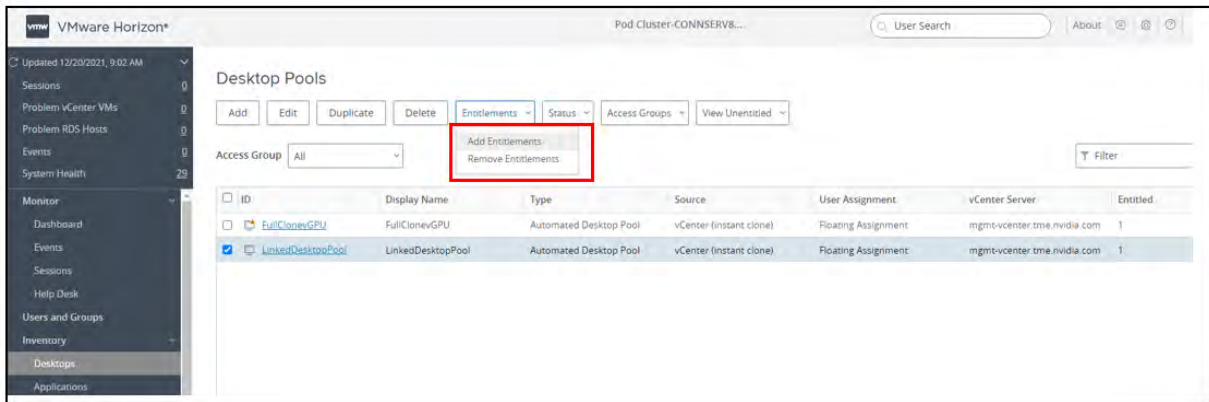 vmw VMware Horizon® Pod Cluster-CONNSERV8... User Search About
Updated 12/20/2021, 9:02 AM
Sessions 0
Problem vCenter VMs 0
Problem RDS Hosts 0
Events 0
System Health 29
Monitor
Dashboard
Events
Sessions
Help Desk
Users and Groups
Inventory
Desktops
Applications
Desktop Pools
Add Edit Duplicate Delete Entitlements Status Access Groups View Unentitled
Add Entitlements
Remove Entitlements
Access Group All Filter
ID Display Name Type Source User Assignment vCenter Server Entitled
FullClonevGPU FullClonevGPU Automated Desktop Pool vCenter (instant clone) Floating Assignment mgmt-vcenter.tme.nvidia.com 1
LinkedDesktopPool LinkedDesktopPool Automated Desktop Pool vCenter (instant clone) Floating Assignment mgmt-vcenter.tme.nvidia.com 1